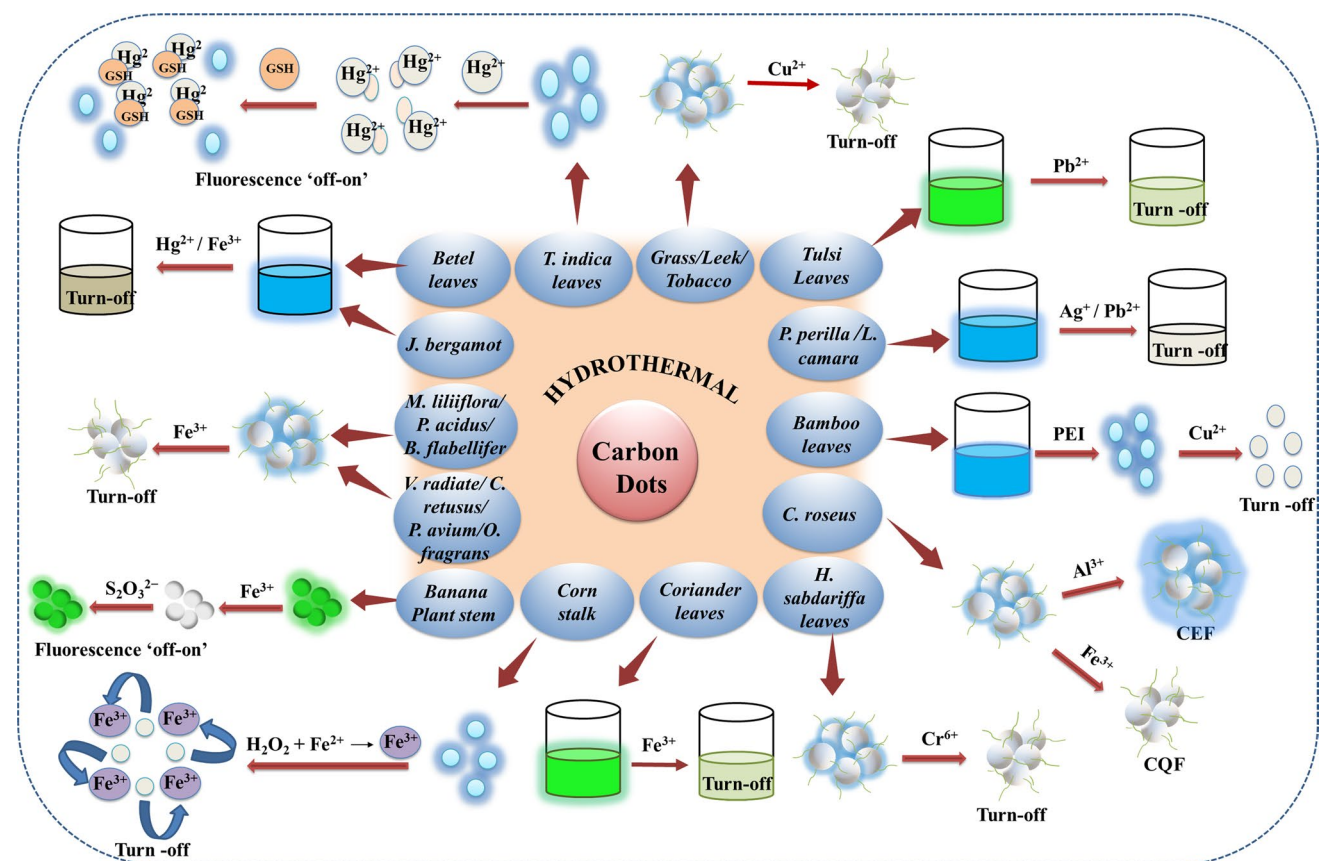 Hg2
GSH
Hg2
GSH
Hg2
GSH
Hg2
GSH
GSH
Hg²⁺
Hg²⁺
Hg²⁺
Hg²⁺
Hg²⁺
Fluorescence ‘off-on’
Cu²⁺
Turn-off
Pb²⁺
Turn -off
Hg²⁺ / Fe³⁺
Turn-off
Betel
leaves
T. indica
leaves
Grass/Leek/
Tobacco
Tulsi
Leaves
J. bergamot
P. perilla /L.
camara
Ag⁺ / Pb²⁺
Turn -off
HYDROTHERMAL
Carbon
Dots
M. liliiflora/
P. acidus/
B. flabellifer
Fe³⁺
Turn-off
Bamboo
leaves
PEI
Cu²⁺
Turn -off
V. radiate/ C.
retusus/
P. avium/O.
fragrans
C. roseus
Al³⁺
CEF
Fe³⁺
CQF
S₂O₃²⁻
Fe³⁺
Fluorescence ‘off-on’
Banana
Plant stem
Corn
stalk
Coriander
leaves
H.
sabdariffa
leaves
Fe³⁺
Fe³⁺
Fe³⁺
Fe³⁺
Turn -off
H₂O₂ + Fe²⁺ → Fe³⁺
Fe³⁺
Turn-off
Cr⁶⁺
Turn-off